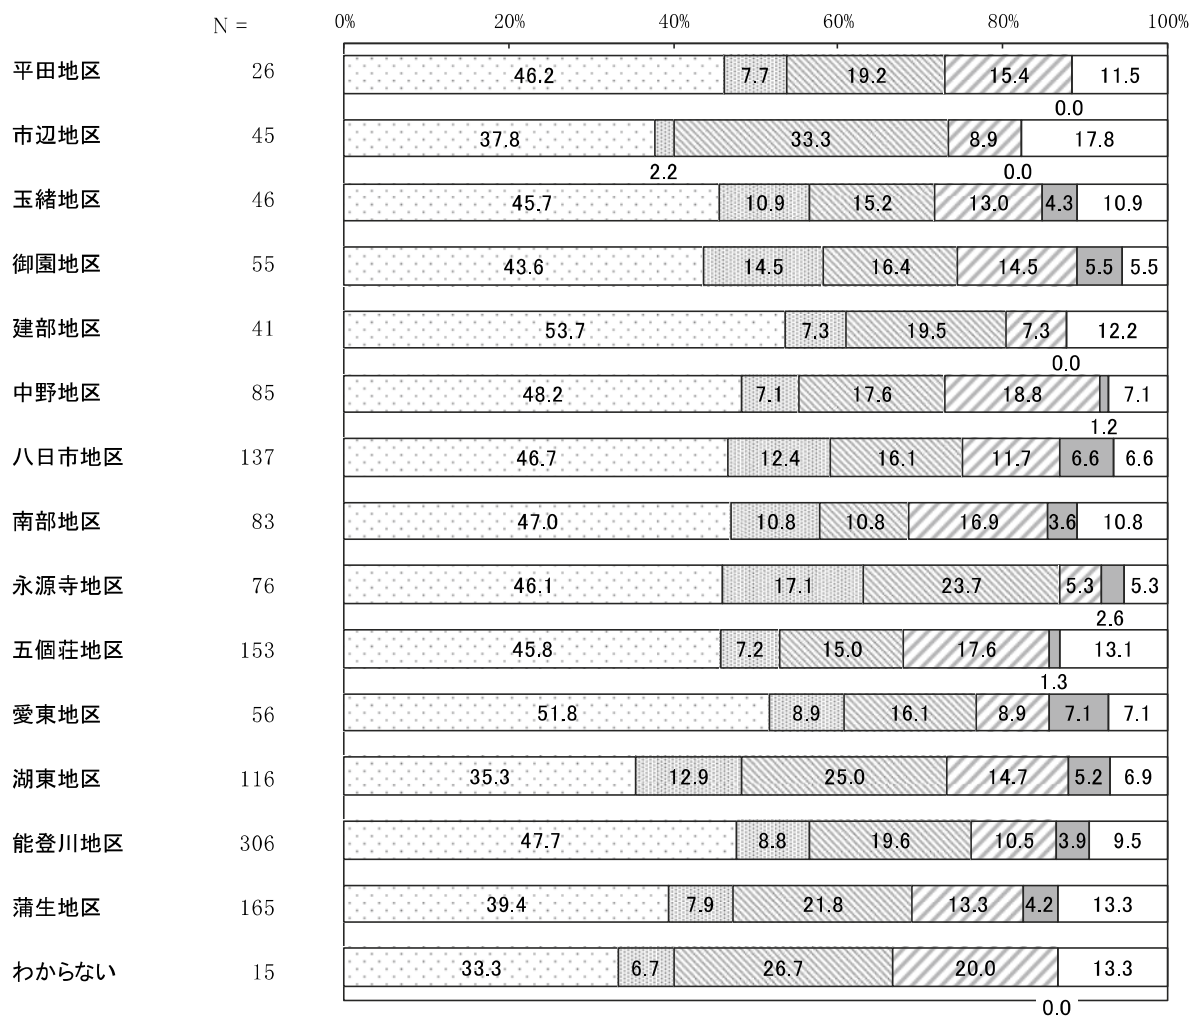 N = 0% 20% 40% 60% 80% 100%
平田地区 26 46.2 7.7 19.2 15.4 11.5
0.0
市辺地区 45 37.8 33.3 8.9 17.8
2.2 0.0
玉緒地区 46 45.7 10.9 15.2 13.0 4.3 10.9
御園地区 55 43.6 14.5 16.4 14.5 5.5 5.5
建部地区 41 53.7 7.3 19.5 7.3 12.2
0.0
中野地区 85 48.2 7.1 17.6 18.8 7.1
1.2
八日市地区 137 46.7 12.4 16.1 11.7 6.6 6.6
南部地区 83 47.0 10.8 10.8 16.9 3.6 10.8
永源寺地区 76 46.1 17.1 23.7 5.3 5.3
2.6
五個荘地区 153 45.8 7.2 15.0 17.6 13.1
1.3
愛東地区 56 51.8 8.9 16.1 8.9 7.1 7.1
湖東地区 116 35.3 12.9 25.0 14.7 5.2 6.9
能登川地区 306 47.7 8.8 19.6 10.5 3.9 9.5
蒲生地区 165 39.4 7.9 21.8 13.3 4.2 13.3
わからない 15 33.3 6.7 26.7 20.0 13.3
0.0